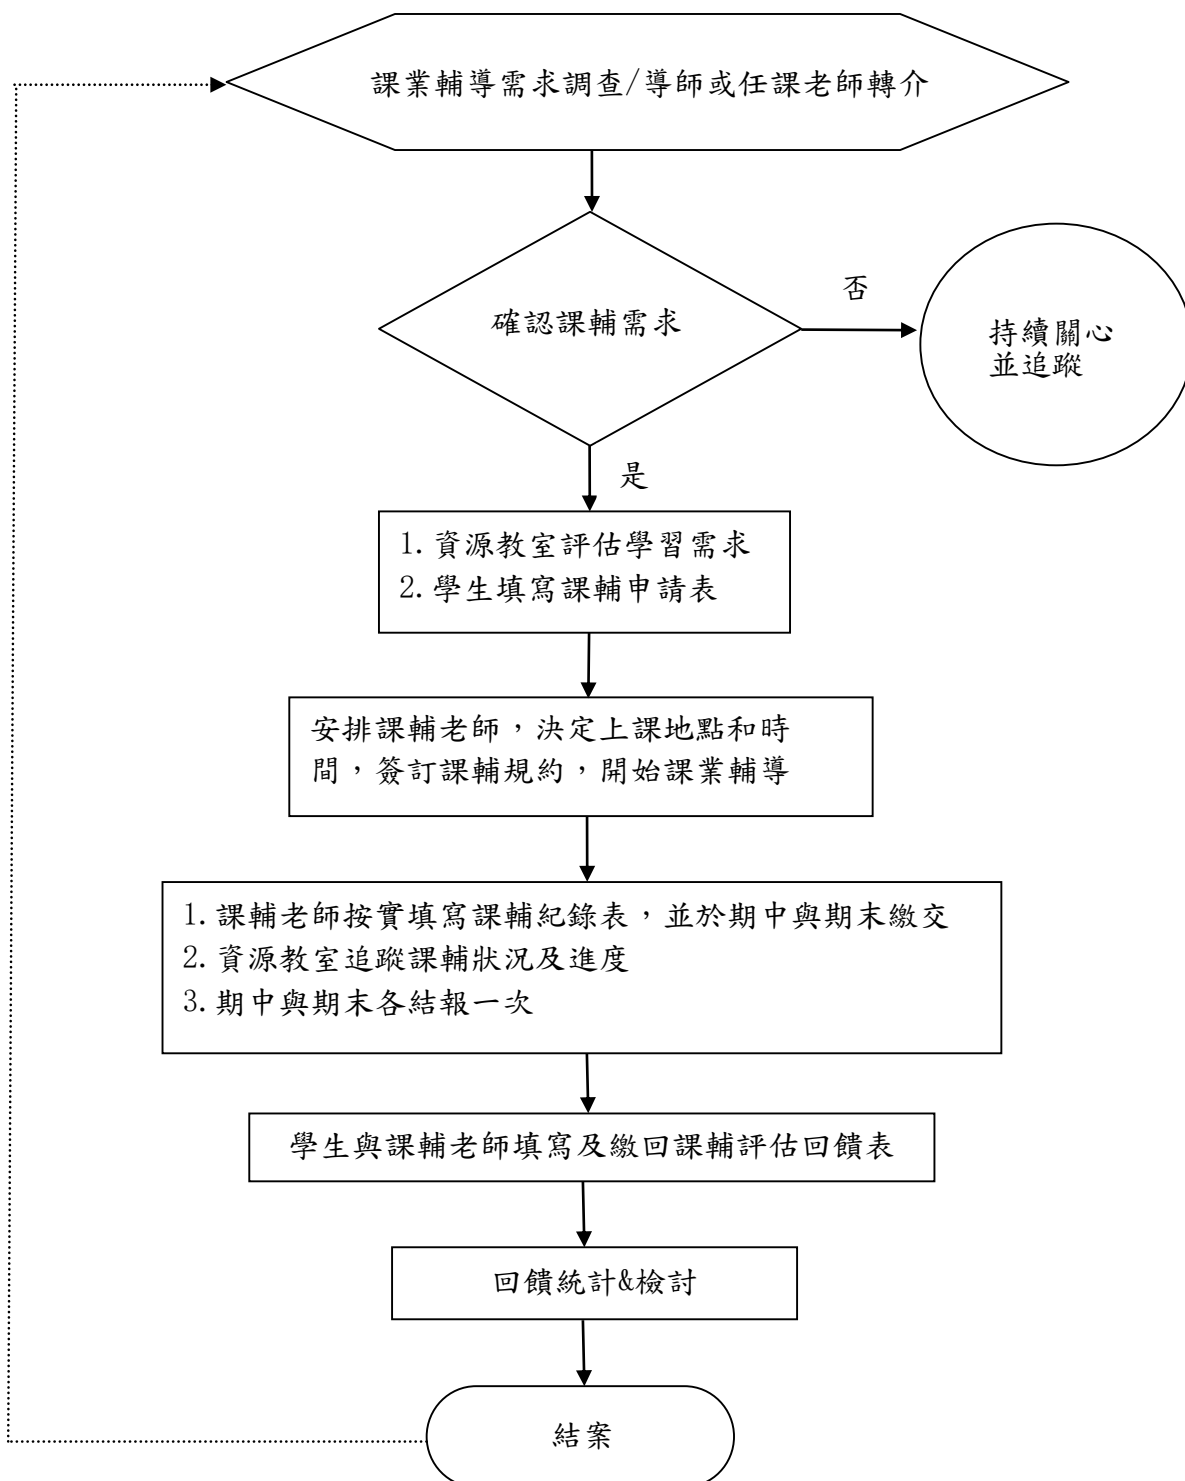 課業輔導需求調查/導師或任課老師轉介
確認課輔需求
否
持續關心
並追蹤
是
1.資源教室評估學習需求
2.學生填寫課輔申請表
安排課輔老師，決定上課地點和時
間，簽訂課輔規約，開始課業輔導
1.課輔老師按實填寫課輔紀錄表，並於期中與期末繳交
2.資源教室追蹤課輔狀況及進度
3.期中與期末各結報一次
學生與課輔老師填寫及繳回課輔評估回饋表
回饋統計&檢討
結案